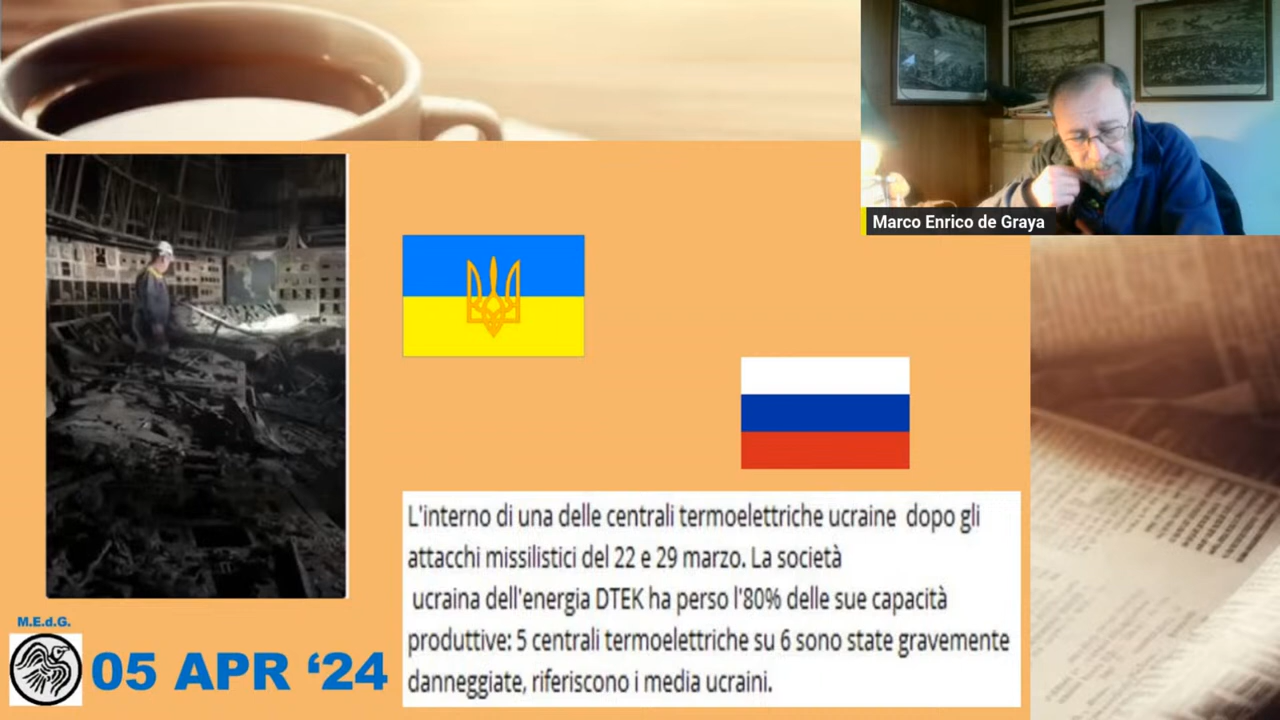 Marco Enrico de Graya
L'interno di una delle centrali termoelettriche ucraine dopo gli
attacchi missilistici del 22 e 29 marzo. La società
ucraina dell'energia DTEK ha perso l'80% delle sue capacità
produttive: 5 centrali termoelettriche su 6 sono state gravemente
danneggiate, riferiscono i media ucraini.
M.E.d.G.
05 APR ‘24